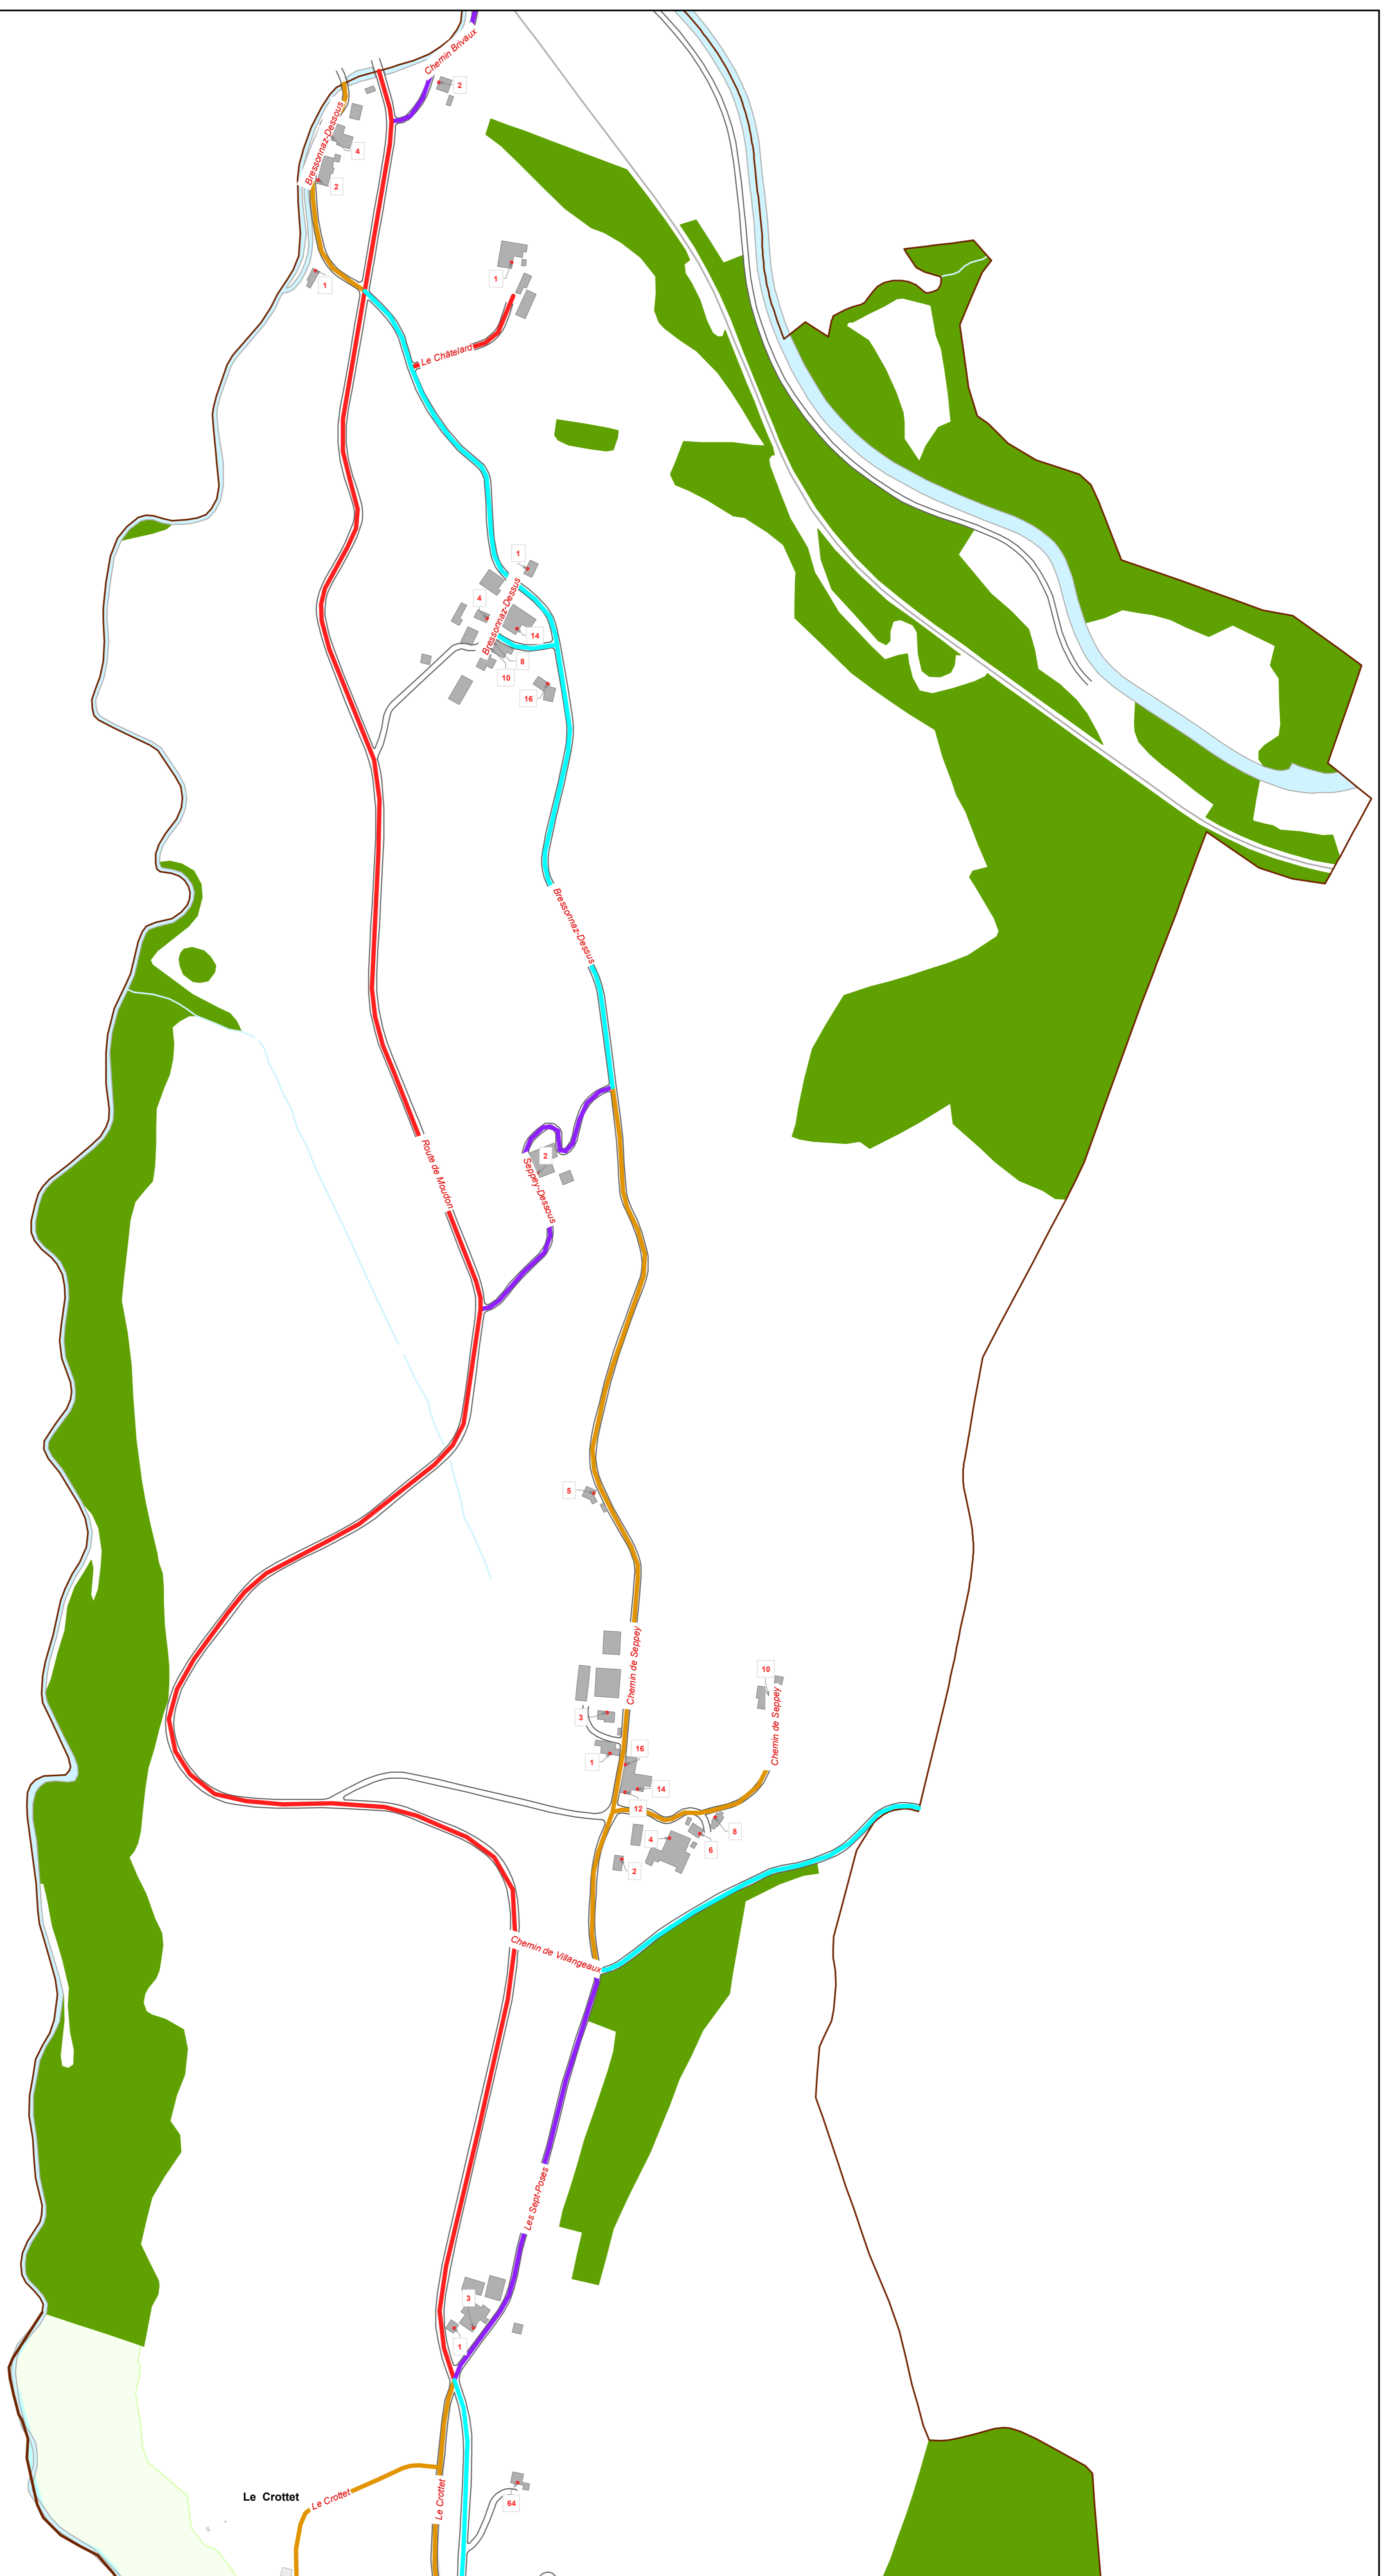 Chemin Brivaux
2
Bressonnaz-Dessous
4
2
1
1
Le Châtelard
1
4
Bressonnaz-Dessus
14
8
10
16
Bressonnaz-Dessus
Route de Moudon
2
Seppey-Dessous
5
Chemin de Seppey
10
Chemin de Seppey
3
16
1
14
12
8
4
6
2
Chemin de Villangeaux
Les Sept-Poses
3
1
Le Crottet
Le Crottet
Le Crottet
64